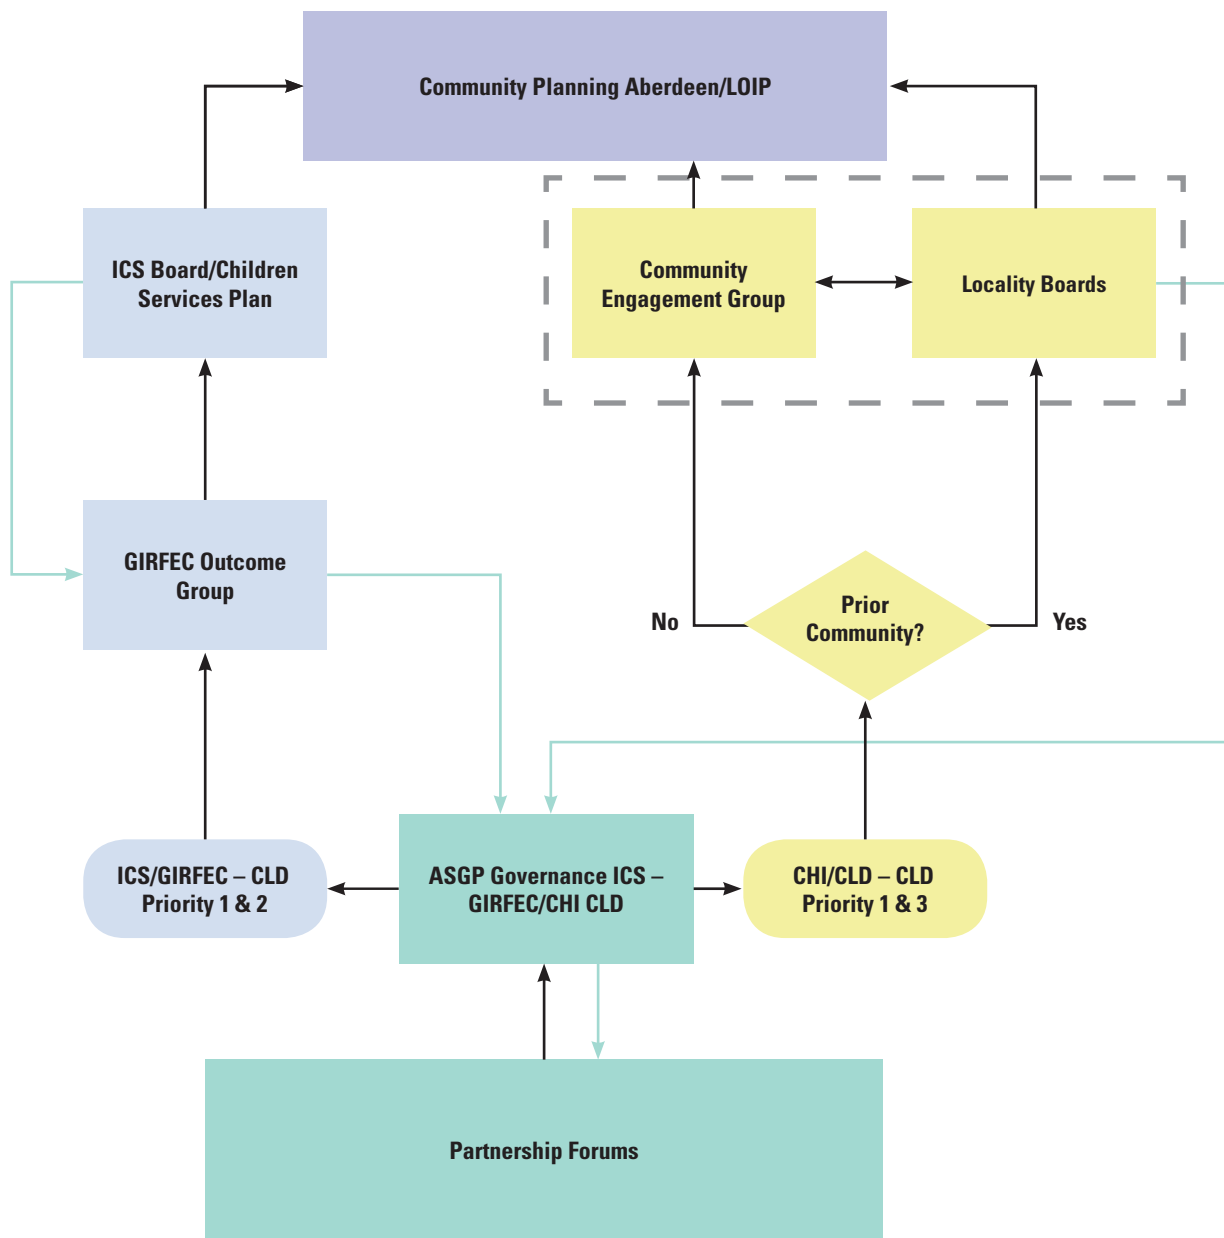 Community Planning Aberdeen/LOIP
ICS Board/Children
Services Plan
Community
Engagement Group
Locality Boards
GIRFEC Outcome
Group
Prior
Community?
No
Yes
ICS/GIRFEC – CLD
Priority 1 & 2
ASGP Governance ICS –
GIRFEC/CHI CLD
CHI/CLD – CLD
Priority 1 & 3
Partnership Forums